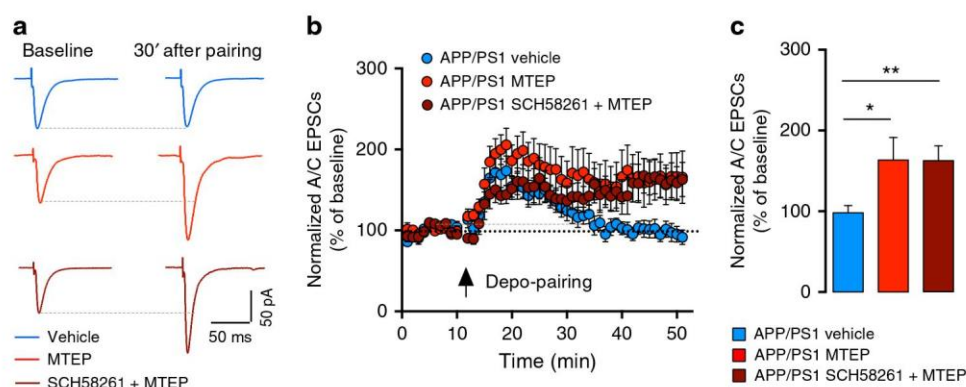 a
Baseline
30′ after pairing
50 pA
50 ms
Vehicle
MTEP
SCH58261 + MTEP
b
APP/PS1 vehicle
APP/PS1 MTEP
APP/PS1 SCH58261 + MTEP
Normalized A/C EPSCs
(% of baseline)
300
200
100
0
Depo-pairing
0 10 20 30 40 50
Time (min)
c
Normalized A/C EPSCs
(% of baseline)
300
200
100
0
**
*
APP/PS1 vehicle
APP/PS1 MTEP
APP/PS1 SCH58261 + MTEP